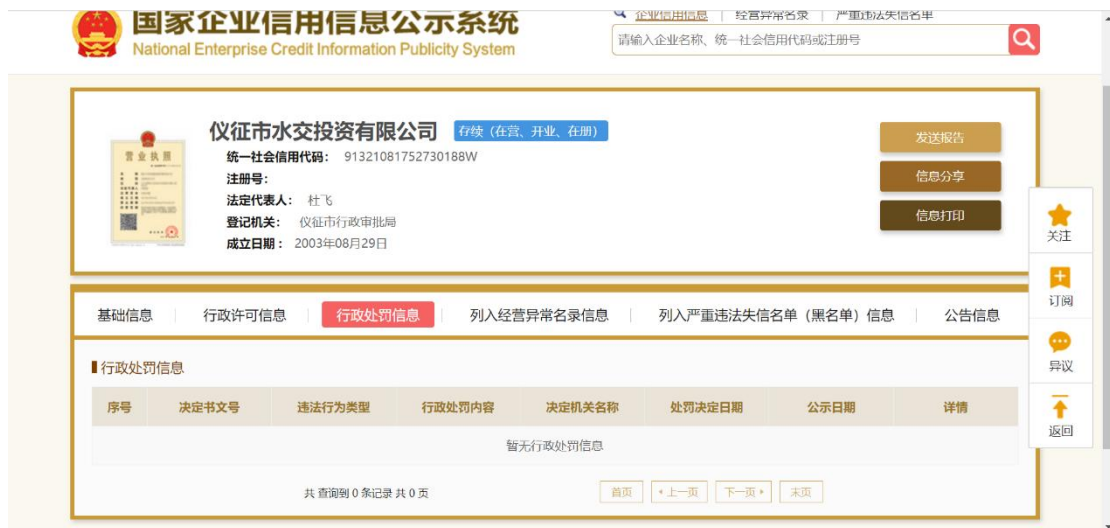 国家企业信用信息公示系统
National Enterprise Credit Information Publicity System
企业信用信息 | 经营异常名录 | 严重违法失信名单
请输入企业名称、统一社会信用代码或注册号
营业执照
仪征市水交投资有限公司 存续（在营、开业、在册）
统一社会信用代码： 91321081752730188W
注册号：
法定代表人： 杜飞
登记机关： 仪征市行政审批局
成立日期： 2003年08月29日
发送报告
信息分享
信息打印
关注
订阅
异议
返回
基础信息 | 行政许可信息 | 行政处罚信息 | 列入经营异常名录信息 | 列入严重违法失信名单（黑名单）信息 | 公告信息
行政处罚信息
序号 决定书文号 违法行为类型 行政处罚内容 决定机关名称 处罚决定日期 公示日期 详情
暂无行政处罚信息
共 查询到 0 条记录 共 0 页 首页 上一页 下一页 末页